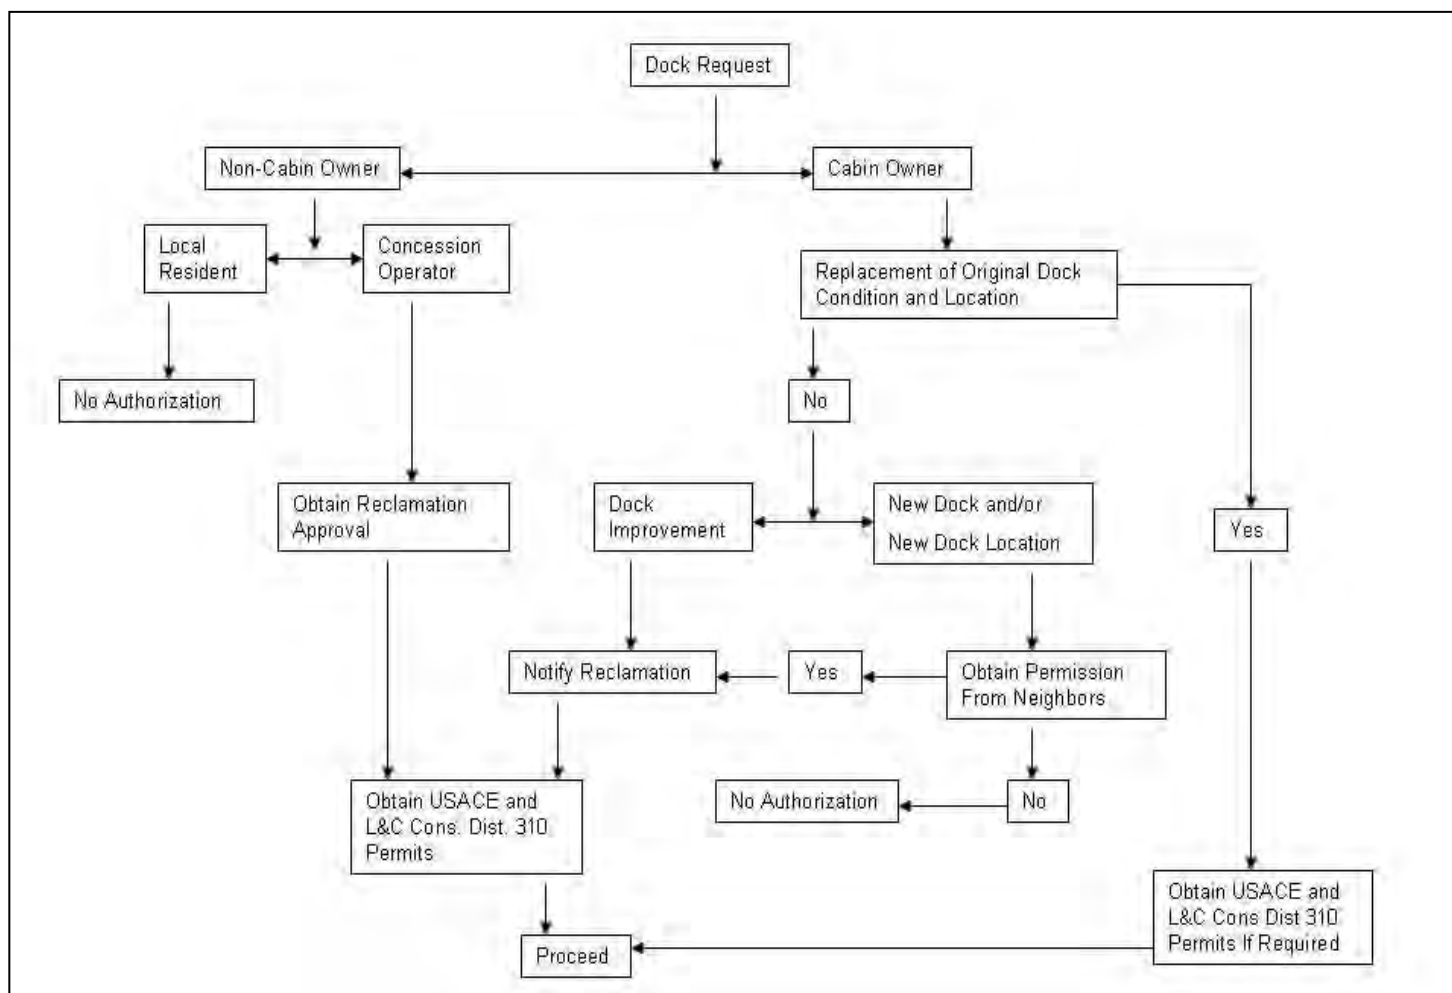 Dock Request
Non-Cabin Owner
Cabin Owner
Local
Resident
Concession
Operator
Replacement of Original Dock
Condition and Location
No Authorization
No
Obtain Reclamation
Approval
Dock
Improvement
New Dock and/or
New Dock Location
Yes
Notify Reclamation
Yes
Obtain Permission
From Neighbors
Obtain USACE and
L&C Cons. Dist. 310
Permits
No Authorization
No
Obtain USACE and
L&C Cons Dist 310
Permits If Required
Proceed